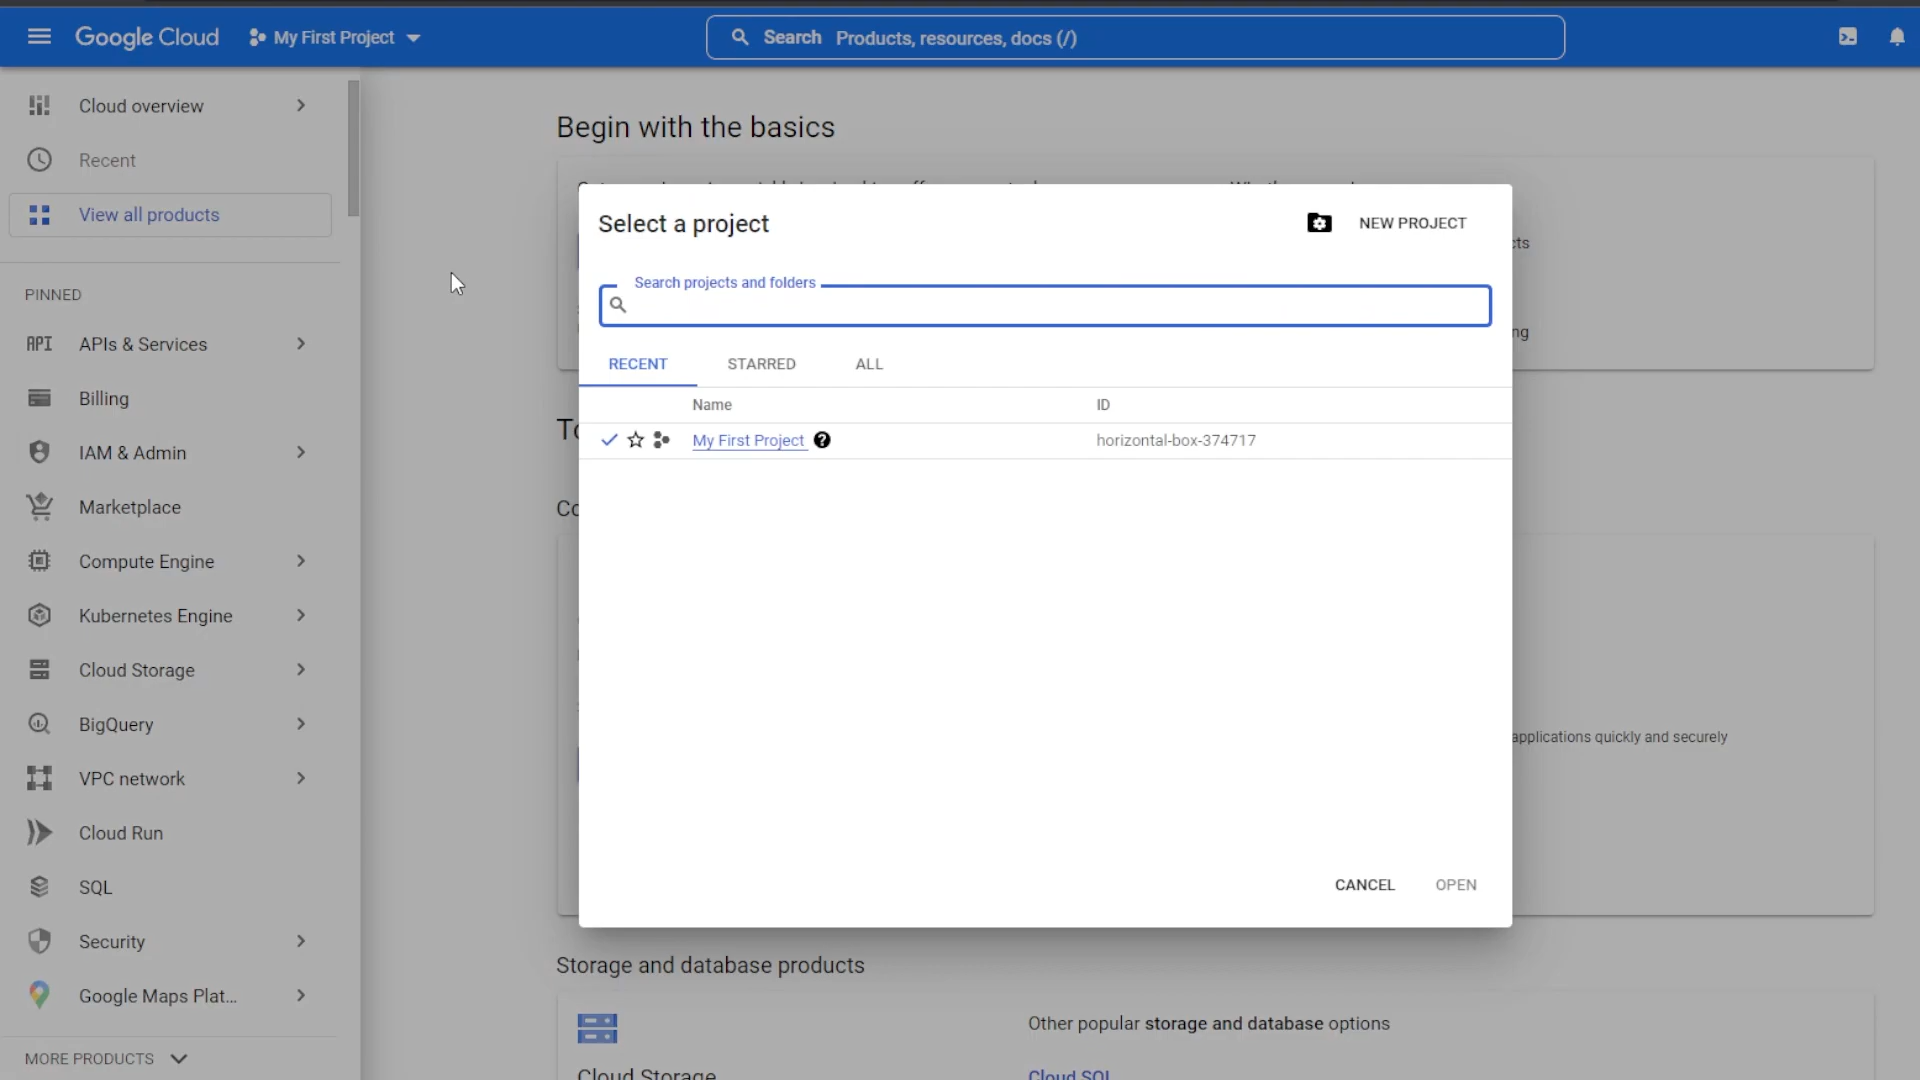 Google Cloud
My First Project
Search Products, resources, docs (/)
Cloud overview
Recent
View all products
PINNED
APIs & Services
Billing
IAM & Admin
Marketplace
Compute Engine
Kubernetes Engine
Cloud Storage
BigQuery
VPC network
Cloud Run
SQL
Security
Google Maps Plat...
MORE PRODUCTS
Begin with the basics
Select a project
NEW PROJECT
Search projects and folders
RECENT STARRED ALL
Name ID
My First Project horizontal-box-374717
CANCEL OPEN
applications quickly and securely
Storage and database products
Other popular storage and database options
Cloud Storage
Cloud SQL